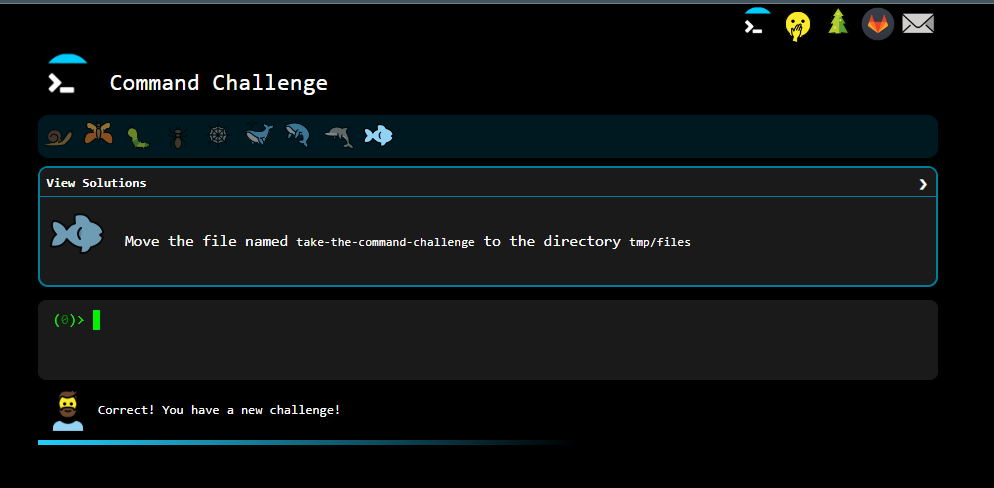 Command Challenge
View Solutions
Move the file named take-the-command-challenge to the directory tmp/files
(0)>
Correct! You have a new challenge!